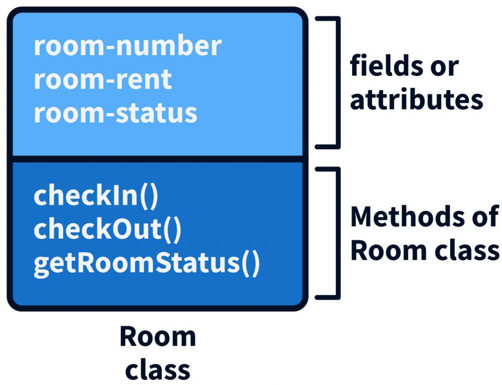 room-number
room-rent
room-status
fields or
attributes
checkIn()
checkOut()
getRoomStatus()
Methods of
Room class
Room
class